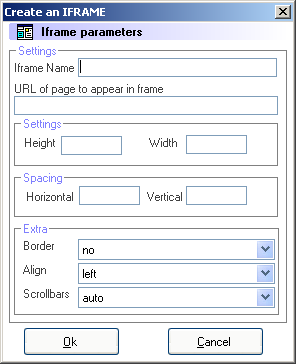 Create an IFRAME
Iframe parameters
Settings
Iframe Name
URL of page to appear in frame
Settings
Height Width
Spacing
Horizontal Vertical
Extra
Border no
Align left
Scrollbars auto
Ok Cancel